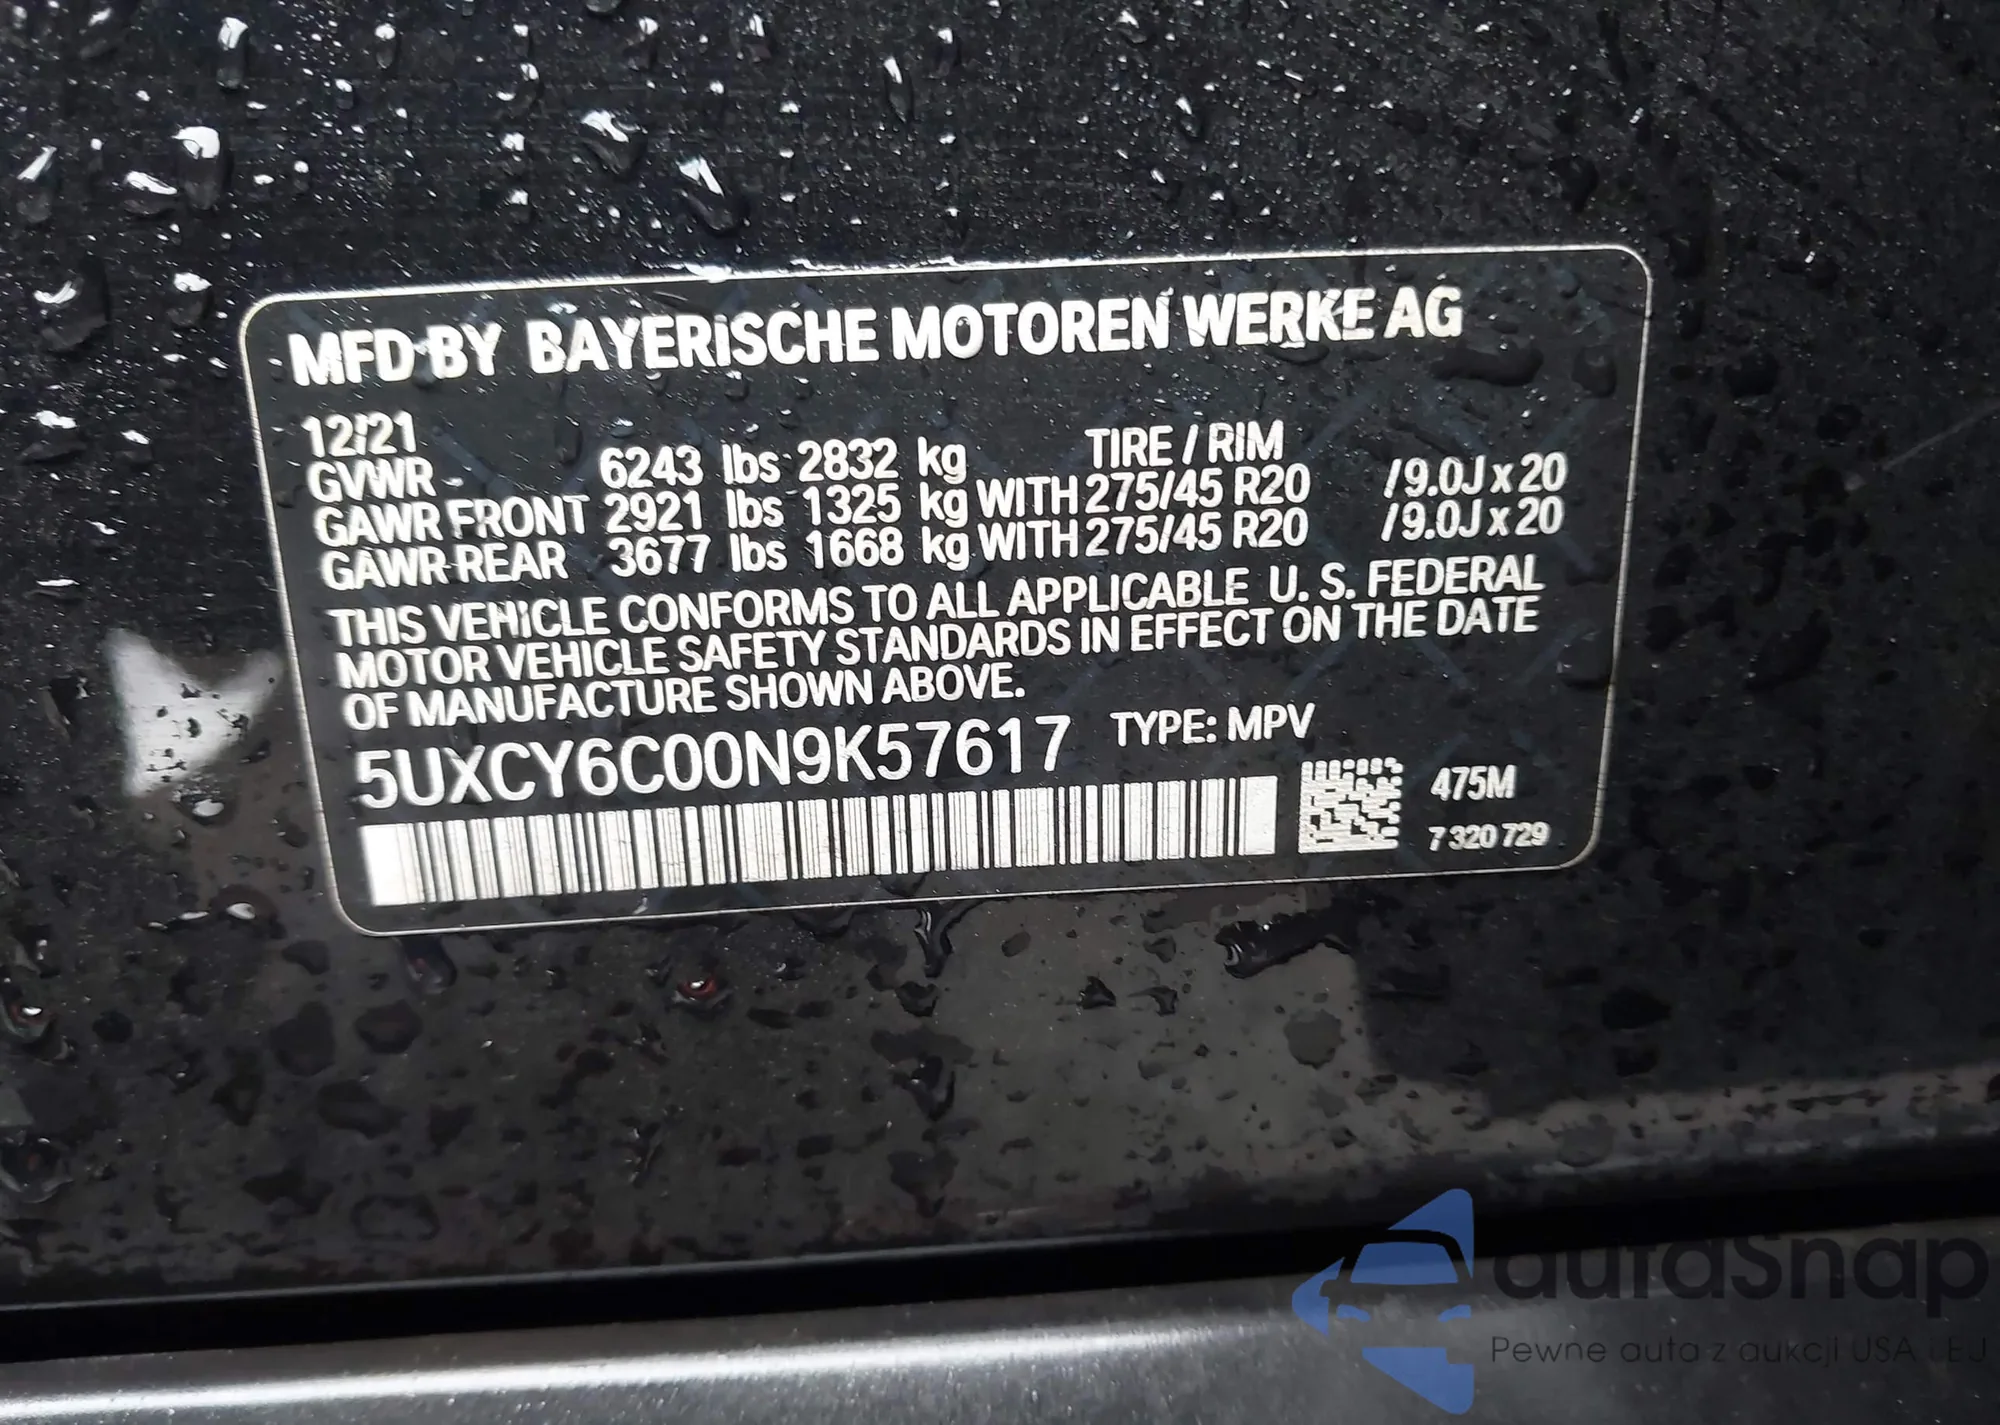 MFD BY BAYERISCHE MOTOREN WERKE AG
12/21
TIRE / RIM
GVWR 6243 lbs 2832 kg
GAWR FRONT 2921 lbs 1325 kg WITH 275/45 R20 /9.0J x 20
GAWR REAR 3677 lbs 1668 kg WITH 275/45 R20 /9.0J x 20
THIS VEHICLE CONFORMS TO ALL APPLICABLE U. S. FEDERAL
MOTOR VEHICLE SAFETY STANDARDS IN EFFECT ON THE DATE
OF MANUFACTURE SHOWN ABOVE.
5UXCY6C00N9K57617 TYPE: MPV
475M
7 320 729
autaSnap
Pewne auta z aukcji USA i EJ